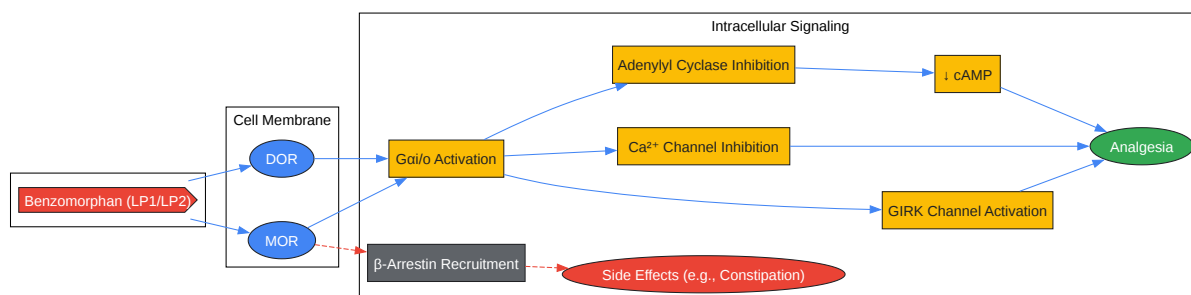 Intracellular Signaling
Adenylyl Cyclase Inhibition
↓ cAMP
Cell Membrane
DOR
Gαi/o Activation
Ca²⁺ Channel Inhibition
Analgesia
Benzomorphan (LP1/LP2)
GIRK Channel Activation
MOR
β-Arrestin Recruitment
Side Effects (e.g., Constipation)